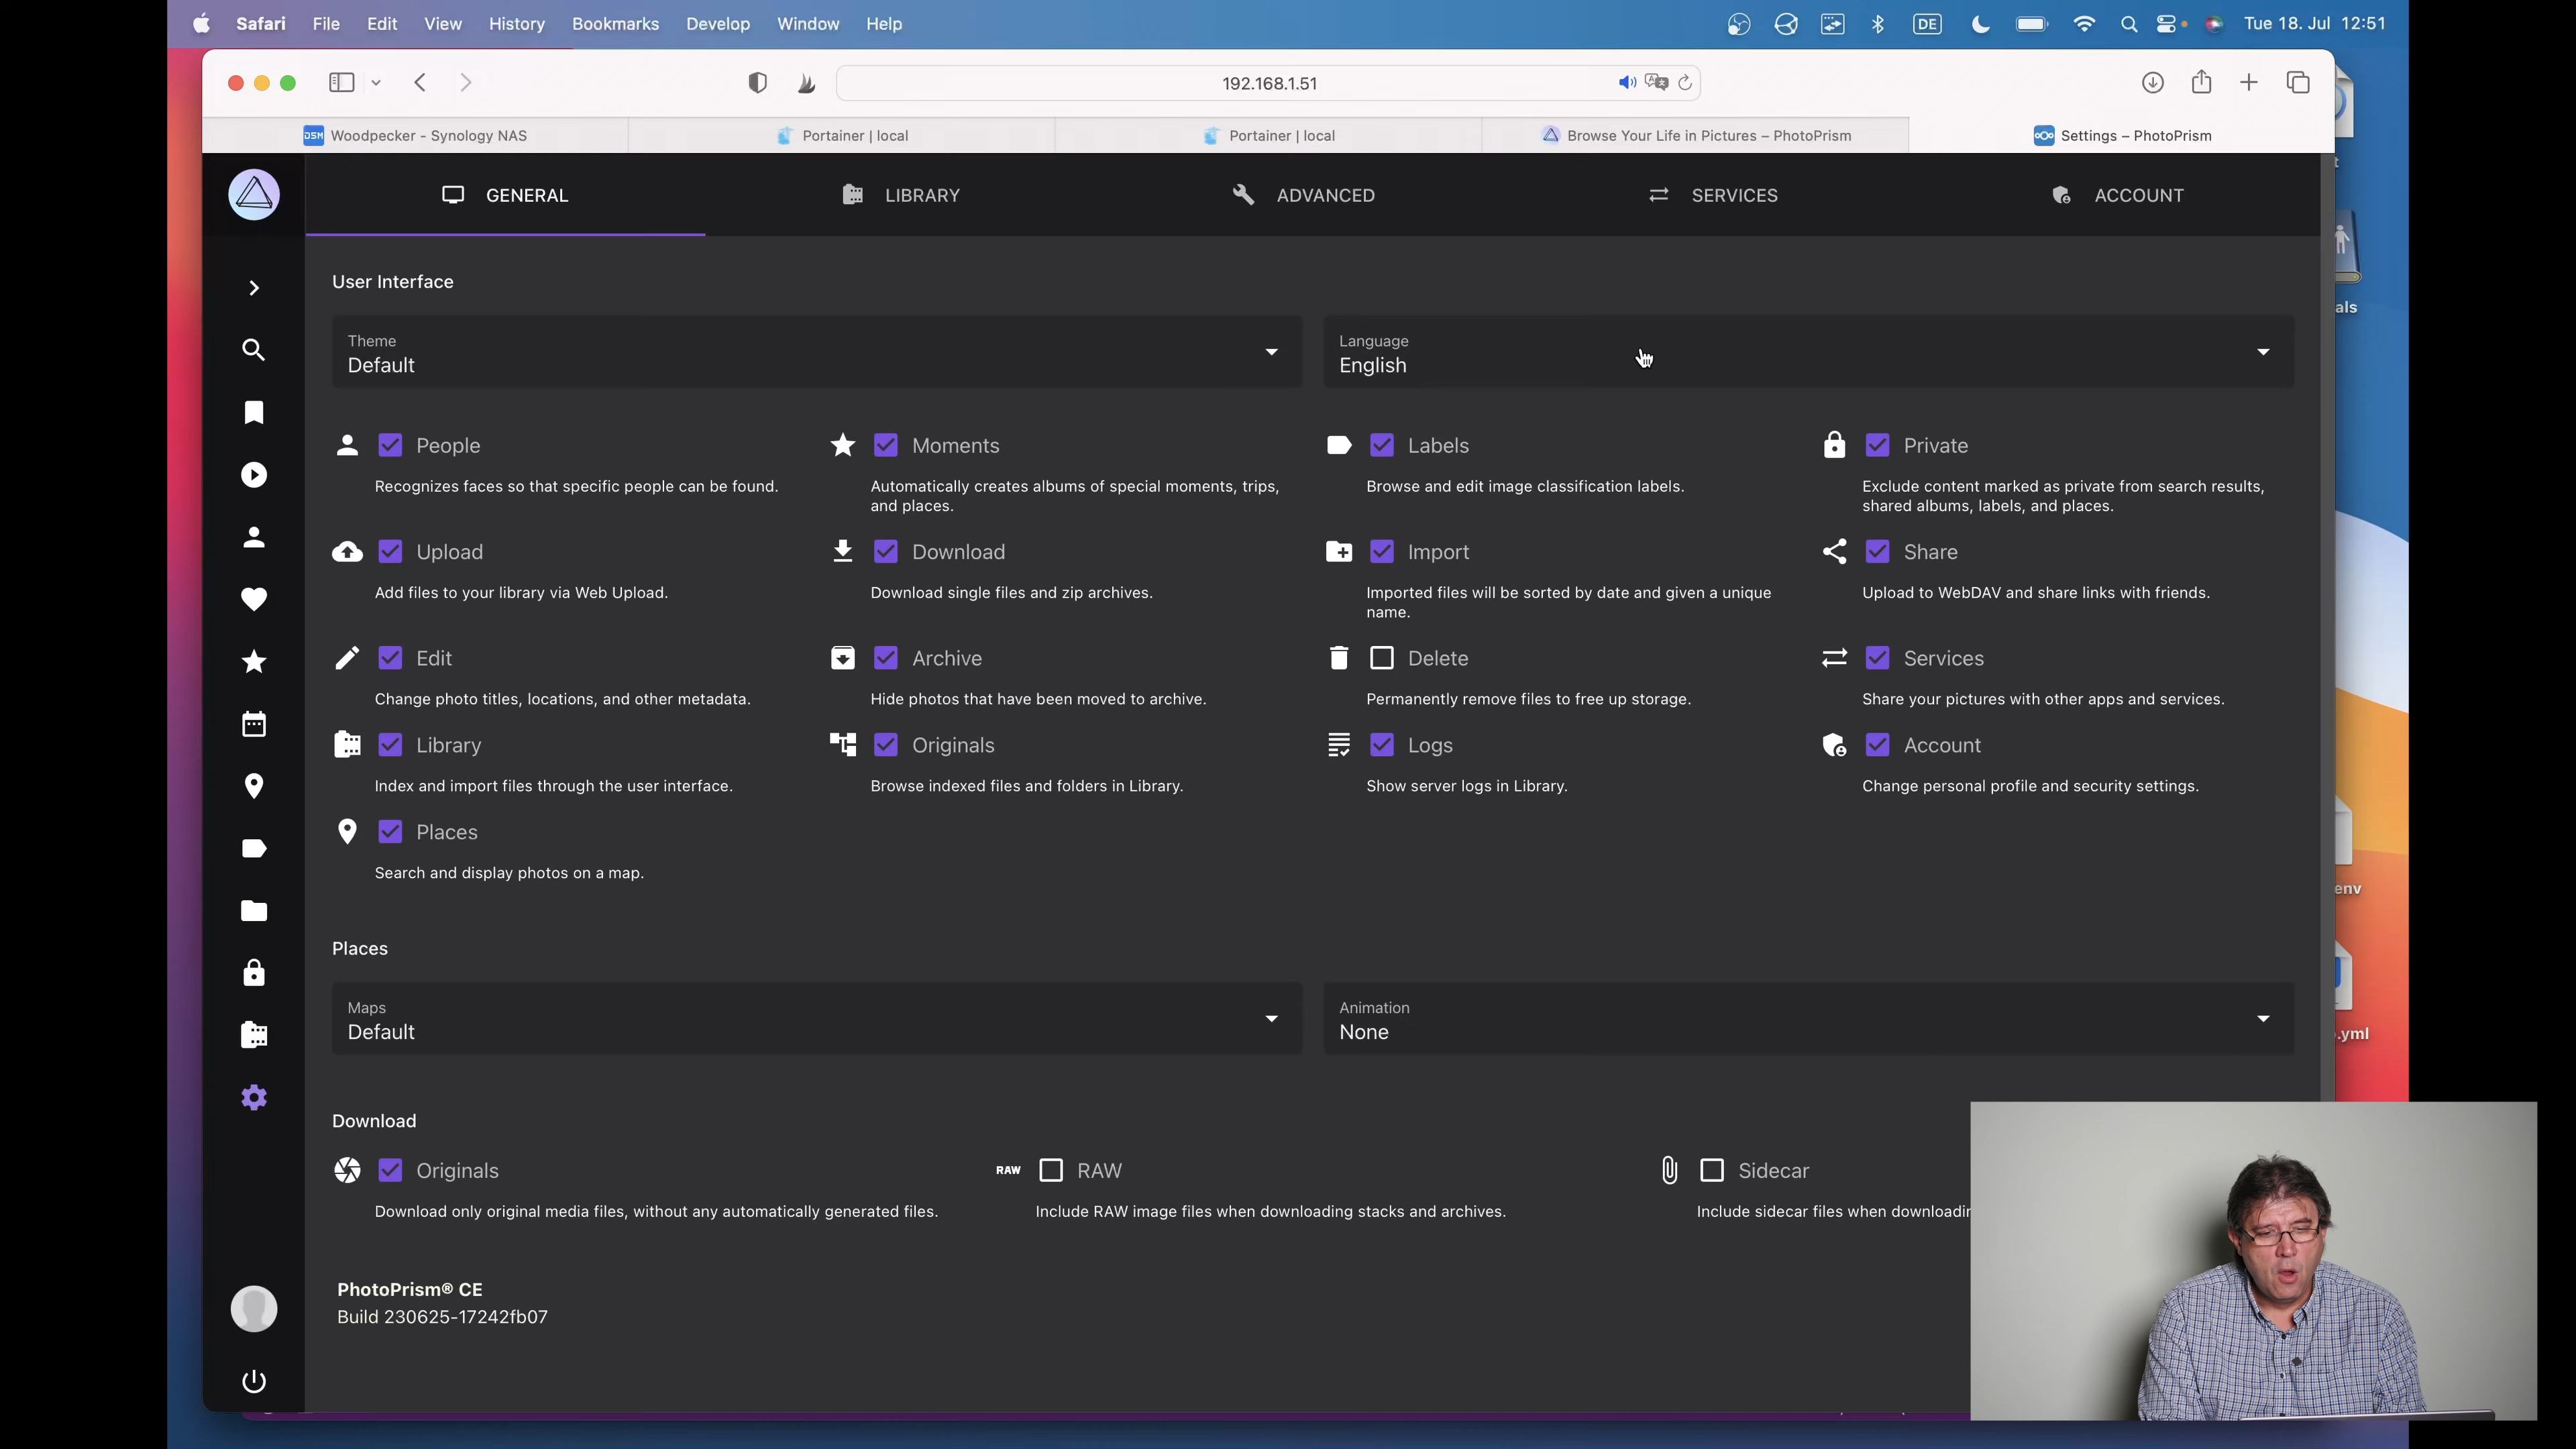 Safari File Edit View History Bookmarks Develop Window Help DE Tue 18. Jul 12:51
192.168.1.51
DSM Woodpecker - Synology NAS Portainer | local Portainer | local Browse Your Life in Pictures – PhotoPrism Settings – PhotoPrism
GENERAL LIBRARY ADVANCED SERVICES ACCOUNT
User Interface
Theme
Default
Language
English
People
Recognizes faces so that specific people can be found.
Moments
Automatically creates albums of special moments, trips,
and places.
Labels
Browse and edit image classification labels.
Private
Exclude content marked as private from search results,
shared albums, labels, and places.
Upload
Add files to your library via Web Upload.
Download
Download single files and zip archives.
Import
Imported files will be sorted by date and given a unique
name.
Share
Upload to WebDAV and share links with friends.
Edit
Change photo titles, locations, and other metadata.
Archive
Hide photos that have been moved to archive.
Delete
Permanently remove files to free up storage.
Services
Share your pictures with other apps and services.
Library
Index and import files through the user interface.
Originals
Browse indexed files and folders in Library.
Logs
Show server logs in Library.
Account
Change personal profile and security settings.
Places
Search and display photos on a map.
Places
Maps
Default
Animation
None
Download
Originals
Download only original media files, without any automatically generated files.
RAW RAW
Include RAW image files when downloading stacks and archives.
Sidecar
Include sidecar files when
PhotoPrism® CE
Build 230625-17242fb07
env
.yml